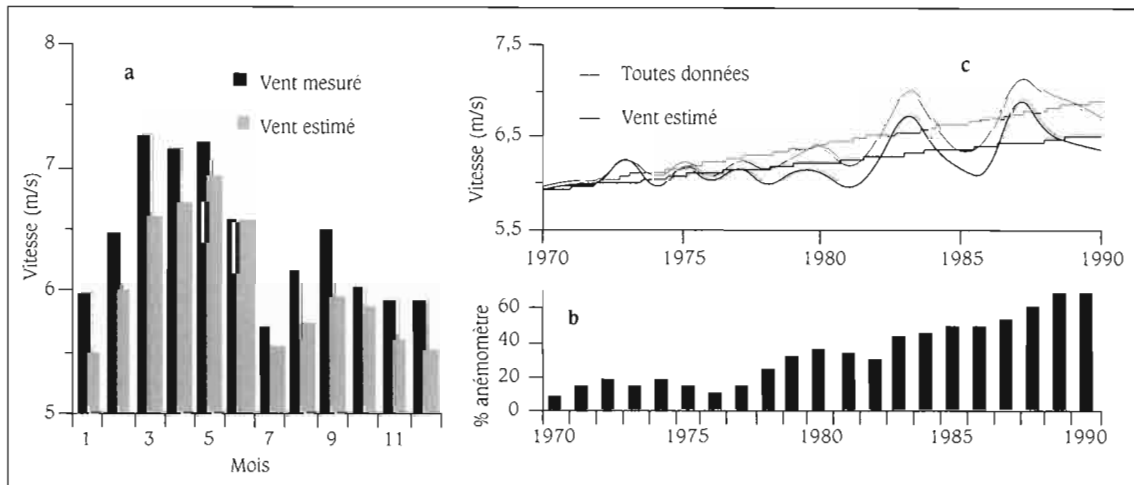 8
7
6
5
Vitesse (m/s)
a
Vent mesuré
Vent estimé
1 3 5 7 9 11
Mois
7,5
6,5
5,5
Vitesse (m/s)
c
Toutes données
Vent estimé
1970 1975 1980 1985 1990
60
40
20
0
% anémomètre
b
1970 1975 1980 1985 1990